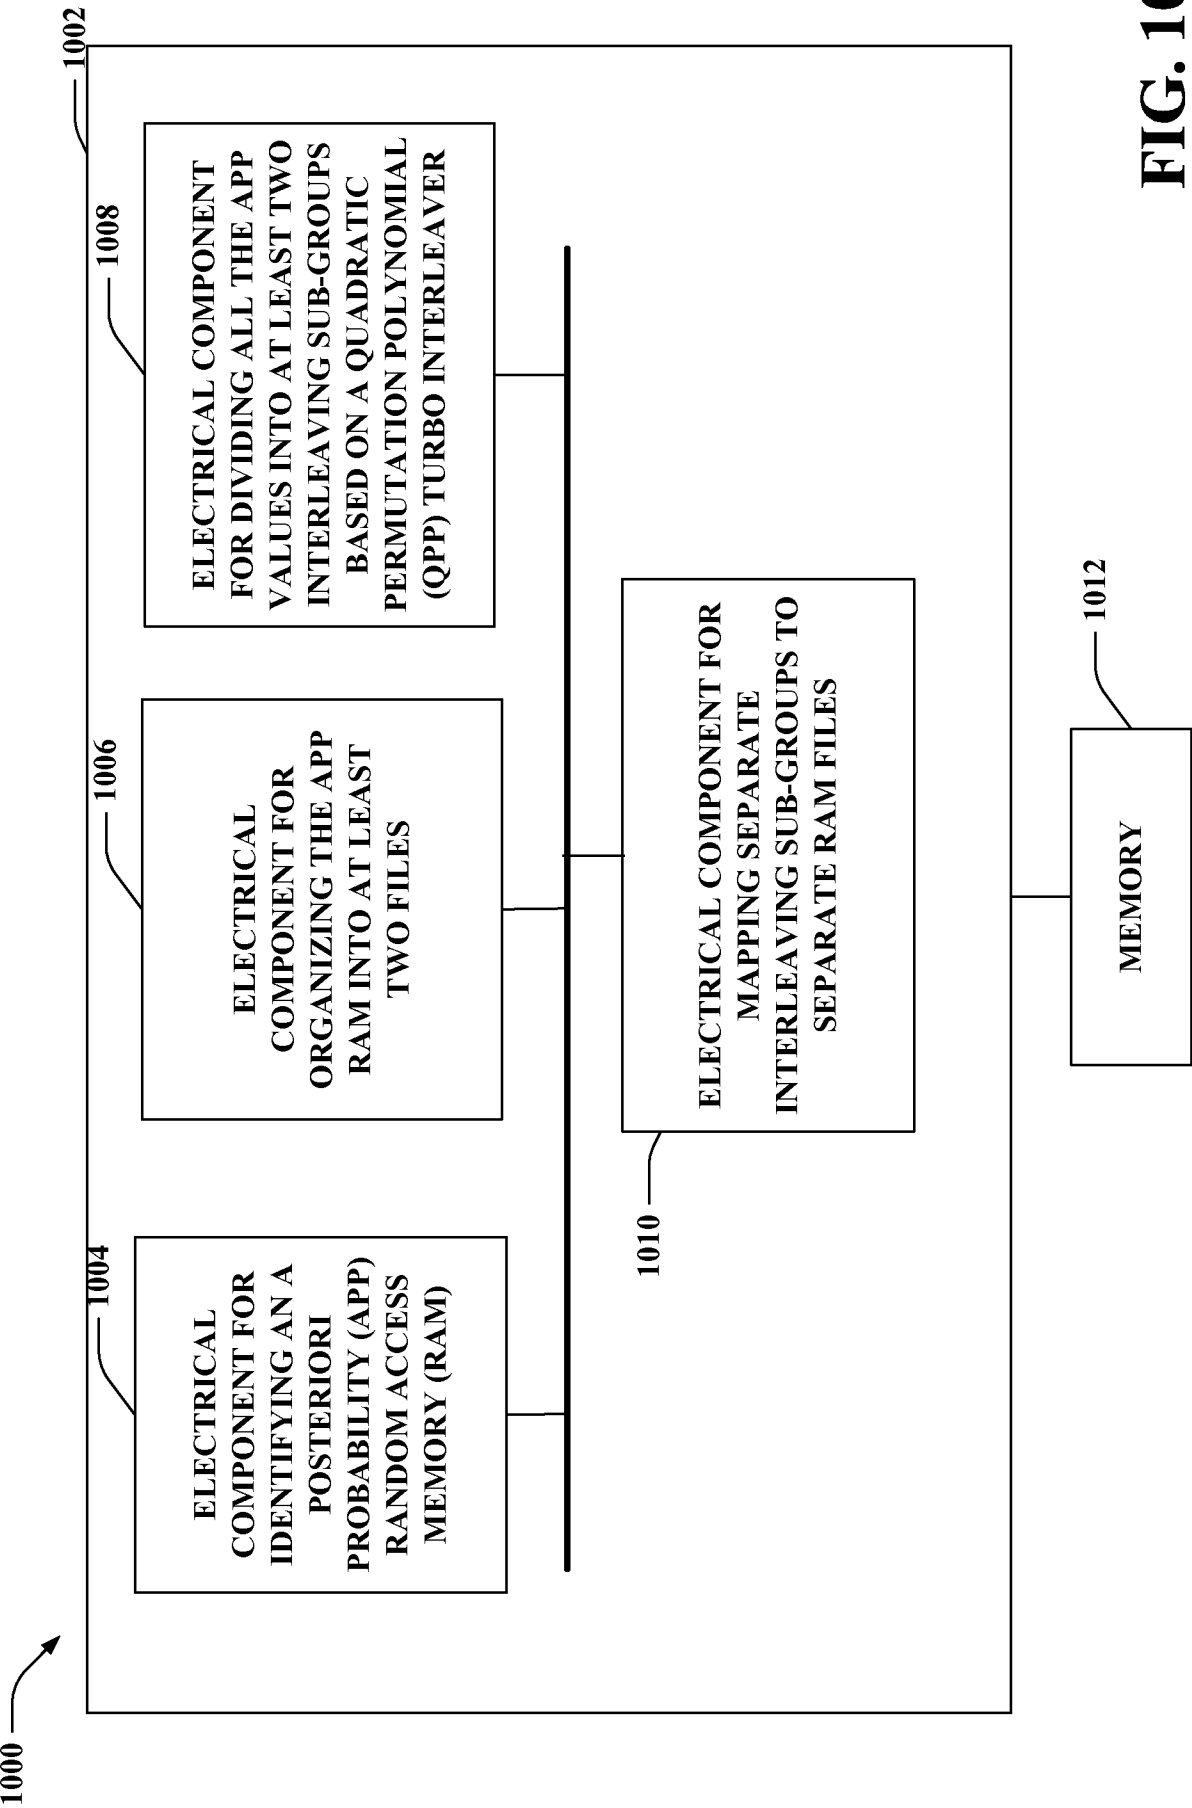 1000
1002
1004
ELECTRICAL
COMPONENT FOR
IDENTIFYING AN A
POSTERIORI
PROBABILITY (APP)
RANDOM ACCESS
MEMORY (RAM)
1006
ELECTRICAL
COMPONENT FOR
ORGANIZING THE APP
RAM INTO AT LEAST
TWO FILES
1008
ELECTRICAL COMPONENT
FOR DIVIDING ALL THE APP
VALUES INTO AT LEAST TWO
INTERLEAVING SUB-GROUPS
BASED ON A QUADRATIC
PERMUTATION POLYNOMIAL
(QPP) TURBO INTERLEAVER
1010
ELECTRICAL COMPONENT FOR
MAPPING SEPARATE
INTERLEAVING SUB-GROUPS TO
SEPARATE RAM FILES
1012
MEMORY
FIG. 10